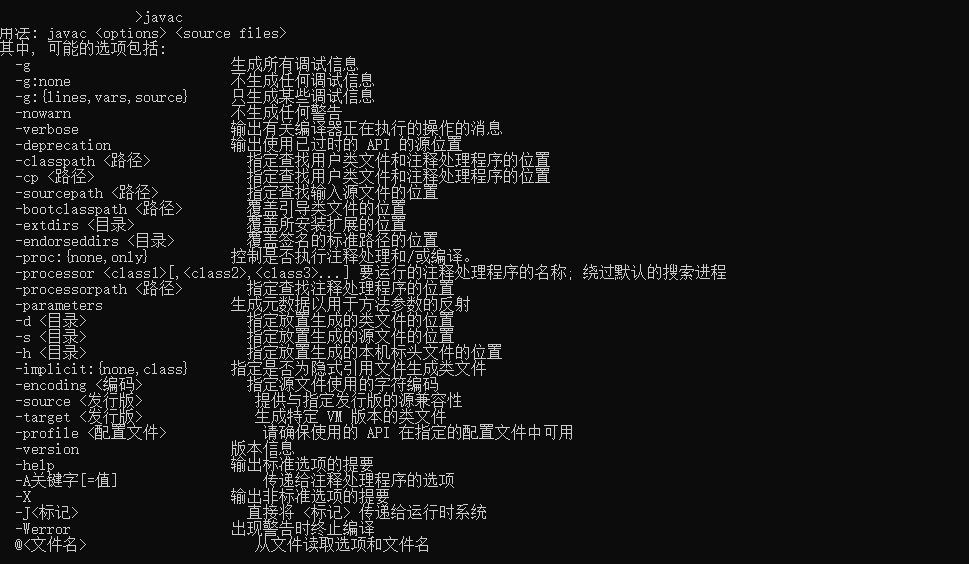 >javac
用法: javac <options> <source files>
其中, 可能的选项包括:
-g 生成所有调试信息
-g:none 不生成任何调试信息
-g:{lines,vars,source} 只生成某些调试信息
-nowarn 不生成任何警告
-verbose 输出有关编译器正在执行的操作的消息
-deprecation 输出使用已过时的 API 的源位置
-classpath <路径> 指定查找用户类文件和注释处理程序的位置
-cp <路径> 指定查找用户类文件和注释处理程序的位置
-sourcepath <路径> 指定查找输入源文件的位置
-bootclasspath <路径> 覆盖引导类文件的位置
-extdirs <目录> 覆盖所安装扩展的位置
-endorseddirs <目录> 覆盖签名的标准路径的位置
-proc:{none,only} 控制是否执行注释处理和/或编译。
-processor <class1>[,<class2>,<class3>...] 要运行的注释处理程序的名称; 绕过默认的搜索进程
-processorpath <路径> 指定查找注释处理程序的位置
-parameters 生成元数据以用于方法参数的反射
-d <目录> 指定放置生成的类文件的位置
-s <目录> 指定放置生成的源文件的位置
-h <目录> 指定放置生成的本机标头文件的位置
-implicit:{none,class} 指定是否为隐式引用文件生成类文件
-encoding <编码> 指定源文件使用的字符编码
-source <发行版> 提供与指定发行版的源兼容性
-target <发行版> 生成特定 VM 版本的类文件
-profile <配置文件> 请确保使用的 API 在指定的配置文件中可用
-version 版本信息
-help 输出标准选项的提要
-A关键字[=值] 传递给注释处理程序的选项
-X 输出非标准选项的提要
-J<标记> 直接将 <标记> 传递给运行时系统
-Werror 出现警告时终止编译
@<文件名> 从文件读取选项和文件名